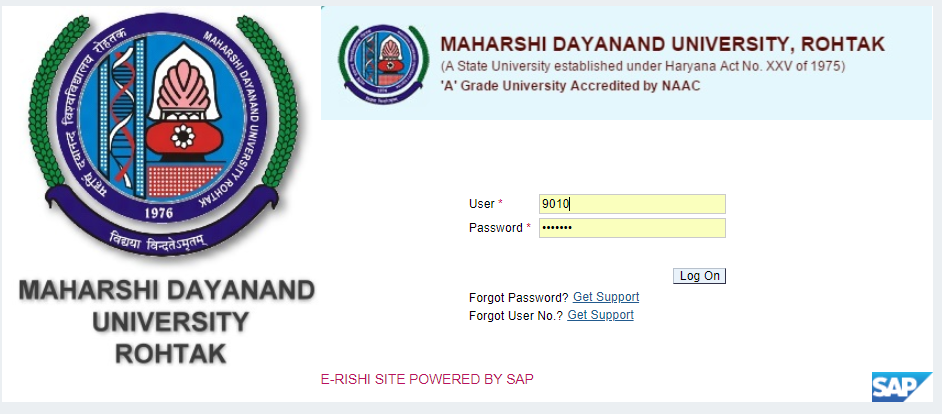 महर्षि दयानन्द विश्वविद्यालय रोहतक
MAHARSHI DAYANAND UNIVERSITY ROHTAK
1976
विद्यया विन्दतेऽमृतम्
MAHARSHI DAYANAND
UNIVERSITY
ROHTAK
MAHARSHI DAYANAND UNIVERSITY, ROHTAK
(A State University established under Haryana Act No. XXV of 1975)
'A' Grade University Accredited by NAAC
User * 9010
Password * •••••••
Log On
Forgot Password? Get Support
Forgot User No.? Get Support
E-RISHI SITE POWERED BY SAP
SAP